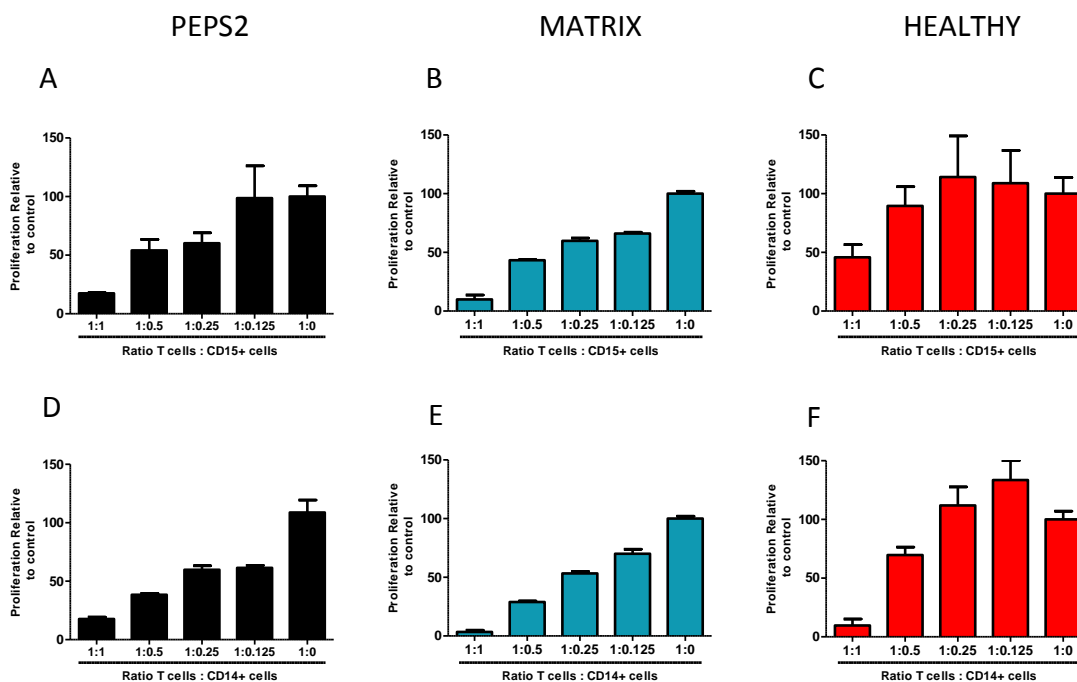 PEPS2
MATRIX
HEALTHY
A
Proliferation Relative
to control
150
100
50
0
1:1 1:0.5 1:0.25 1:0.125 1:0
Ratio T cells : CD15+ cells
B
Proliferation Relative
to control
150
100
50
0
1:1 1:0.5 1:0.25 1:0.125 1:0
Ratio T cells : CD15+ cells
C
Proliferation Relative
to control
150
100
50
0
1:1 1:0.5 1:0.25 1:0.125 1:0
Ratio T cells : CD15+ cells
D
Proliferation Relative
to control
150
100
50
0
1:1 1:0.5 1:0.25 1:0.125 1:0
Ratio T cells : CD14+ cells
E
Proliferation Relative
to control
150
100
50
0
1:1 1:0.5 1:0.25 1:0.125 1:0
Ratio T cells : CD14+ cells
F
Proliferation Relative
to control
150
100
50
0
1:1 1:0.5 1:0.25 1:0.125 1:0
Ratio T cells : CD14+ cells